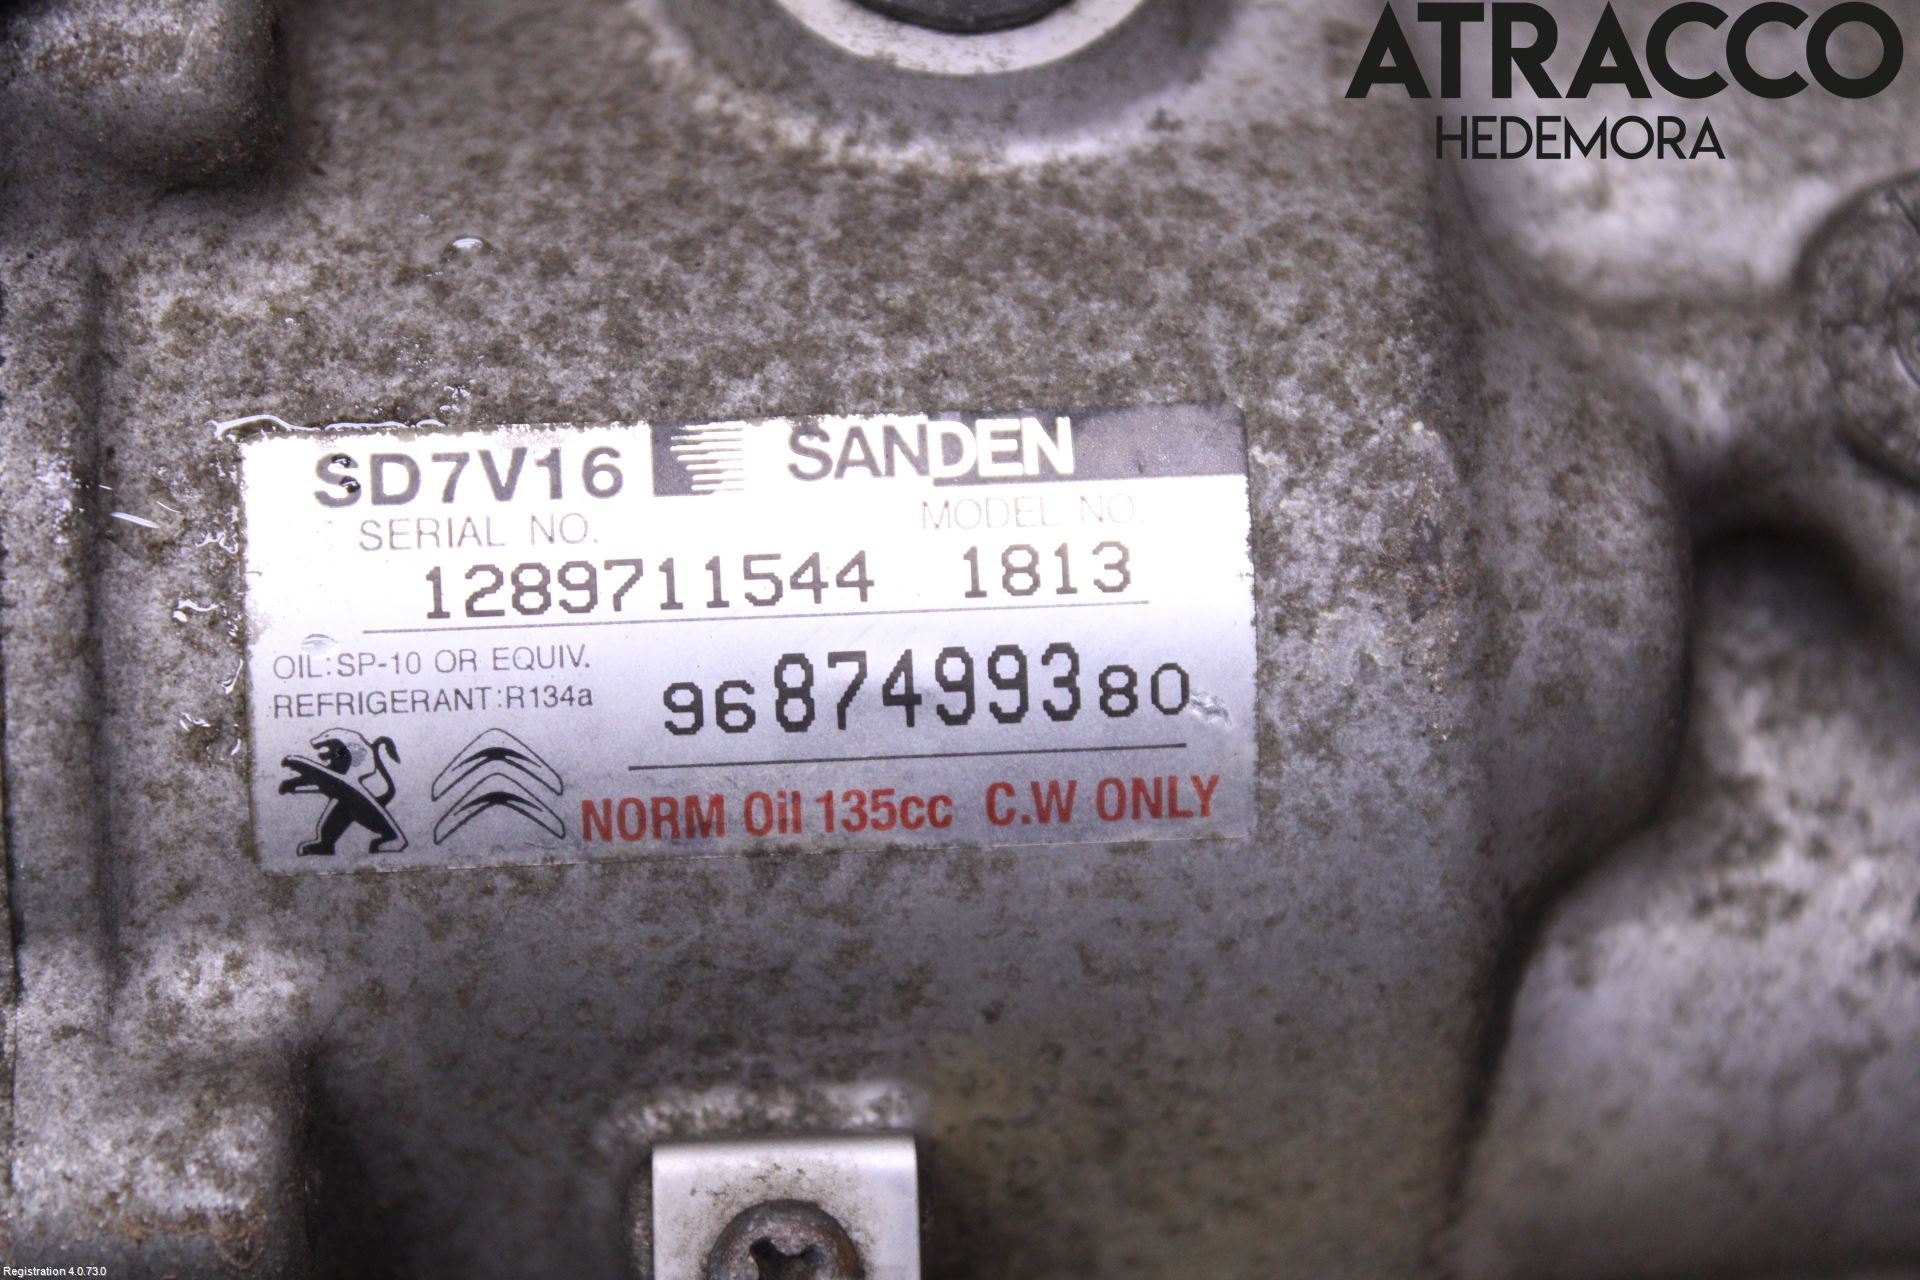 ATRACCO
HEDEMORA
SD7V16 SANDEN
SERIAL NO. MODEL NO.
1289711544 1813
OIL:SP-10 OR EQUIV.
REFRIGERANT:R134a
9687499380
NORM Oil 135cc C.W ONLY
Registration 4.0.73.0